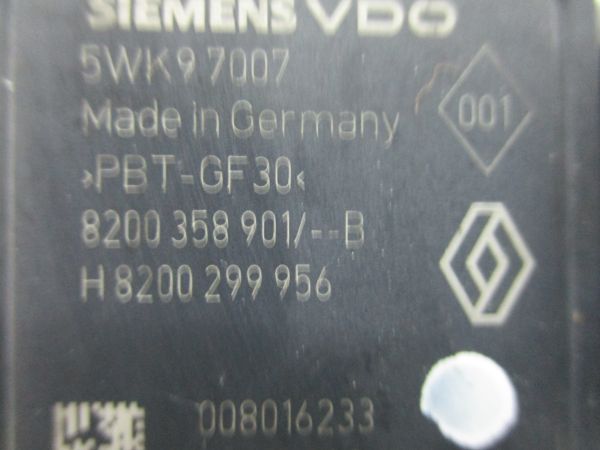 SIEMENS VDO
5WK9 7007
Made in Germany
001
>PBT-GF30<
8200 358 901/--B
H 8200 299 956
008016233